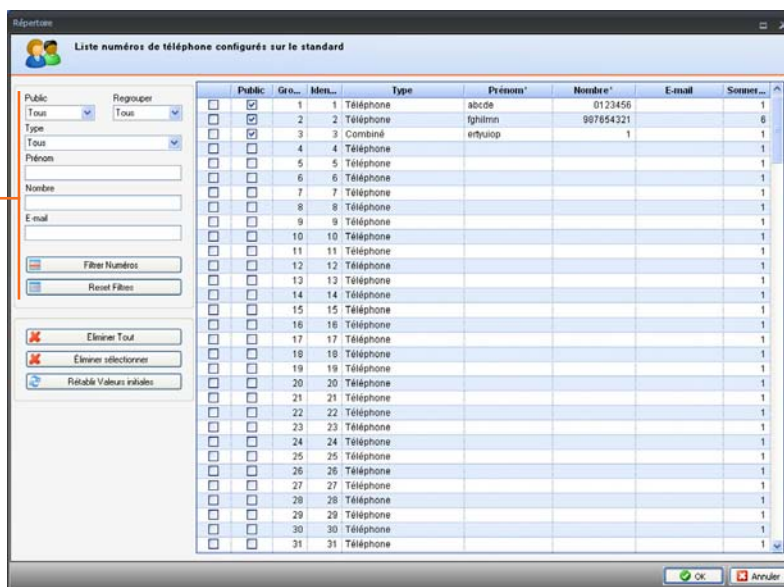 Répertoire
Liste numéros de téléphone configurés sur le standard
Public Regrouper
Tous Tous
Type
Tous
Prénom
Nombre
E-mail
Filtrer Numéros
Reset Filtres
Eliminer Tout
Éliminer sélectionner
Rétablir Valeurs initiales
Public Gro... Iden... Type Prénom* Nombre* E-mail Sonner...
1 1 Téléphone abcde 0123456 1
2 2 Téléphone fghilmn 987654321 6
3 3 Combiné ertyuiop 1 1
4 4 Téléphone 1
5 5 Téléphone 1
6 6 Téléphone 1
7 7 Téléphone 1
8 8 Téléphone 1
9 9 Téléphone 1
10 10 Téléphone 1
11 11 Téléphone 1
12 12 Téléphone 1
13 13 Téléphone 1
14 14 Téléphone 1
15 15 Téléphone 1
16 16 Téléphone 1
17 17 Téléphone 1
18 18 Téléphone 1
19 19 Téléphone 1
20 20 Téléphone 1
21 21 Téléphone 1
22 22 Téléphone 1
23 23 Téléphone 1
24 24 Téléphone 1
25 25 Téléphone 1
26 26 Téléphone 1
27 27 Téléphone 1
28 28 Téléphone 1
29 29 Téléphone 1
30 30 Téléphone 1
31 31 Téléphone 1
OK Annuler